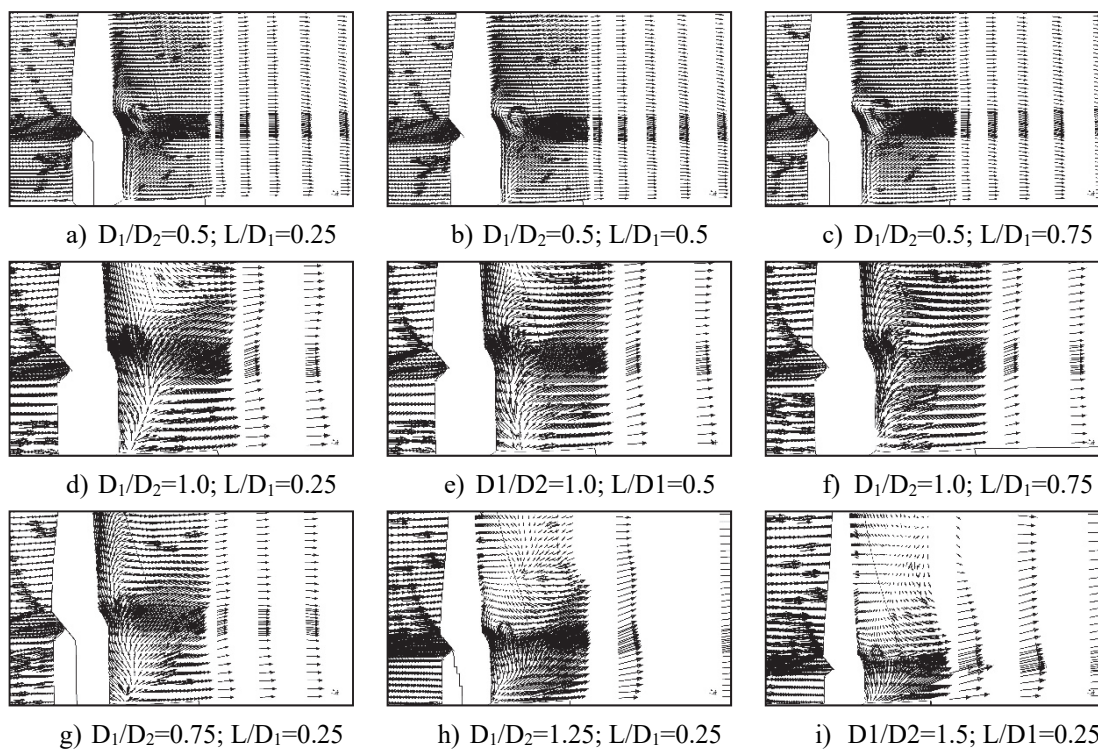 a) D₁/D₂=0.5; L/D₁=0.25
b) D₁/D₂=0.5; L/D₁=0.5
c) D₁/D₂=0.5; L/D₁=0.75
d) D₁/D₂=1.0; L/D₁=0.25
e) D1/D2=1.0; L/D1=0.5
f) D₁/D₂=1.0; L/D₁=0.75
g) D₁/D₂=0.75; L/D₁=0.25
h) D₁/D₂=1.25; L/D₁=0.25
i) D1/D2=1.5; L/D1=0.25